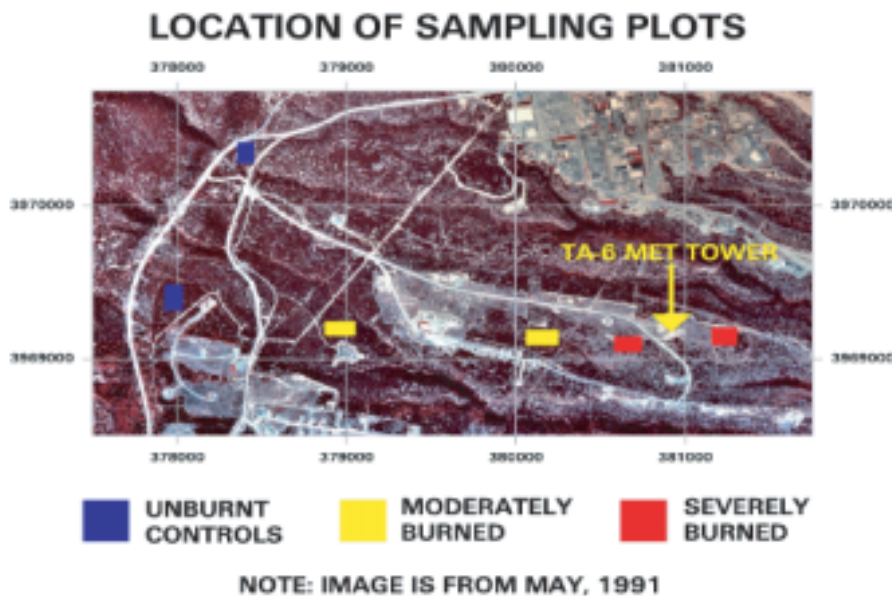 LOCATION OF SAMPLING PLOTS
378000 379000 380000 381000
3970000 3970000
TA-6 MET TOWER
3969000 3969000
378000 379000 380000 381000
UNBURNT CONTROLS
MODERATELY BURNED
SEVERELY BURNED
NOTE: IMAGE IS FROM MAY, 1991